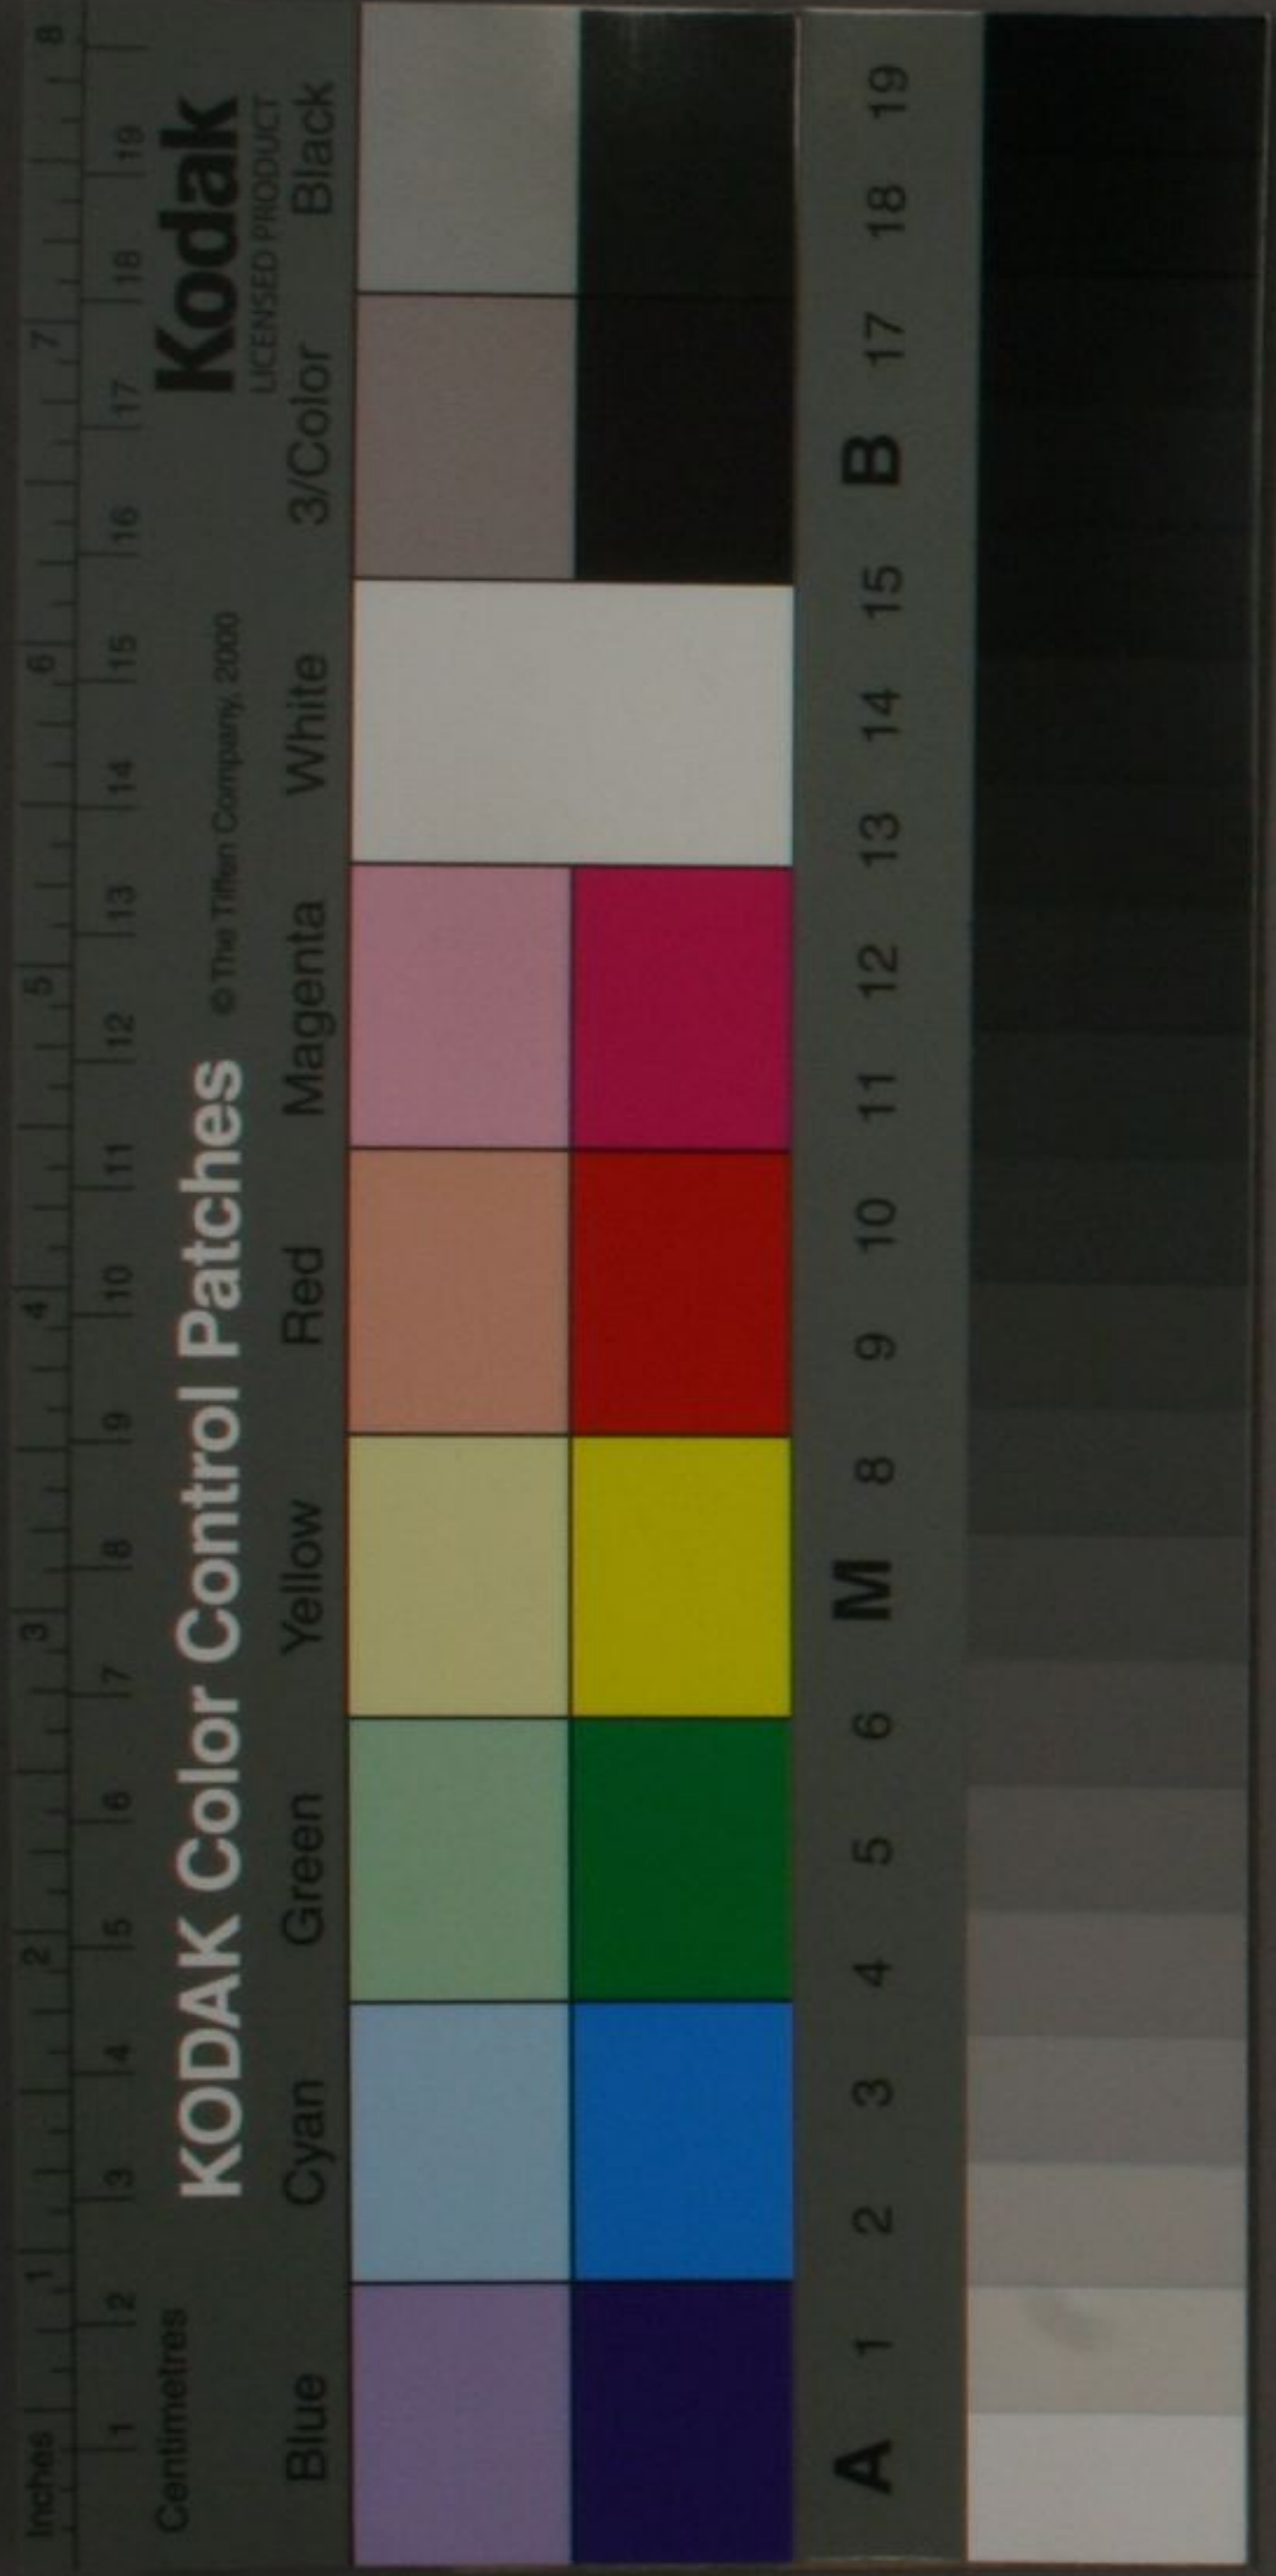 Inches 1 2 3 4 5 6 7 8
Centimetres 1 2 3 4 5 6 7 8 9 10 11 12 13 14 15 16 17 18 19
KODAK Color Control Patches © The Tiffen Company, 2000 Kodak
LICENSED PRODUCT
Blue Cyan Green Yellow Red Magenta White 3/Color Black
A 1 2 3 4 5 6 M 8 9 10 11 12 13 14 15 B 17 18 19